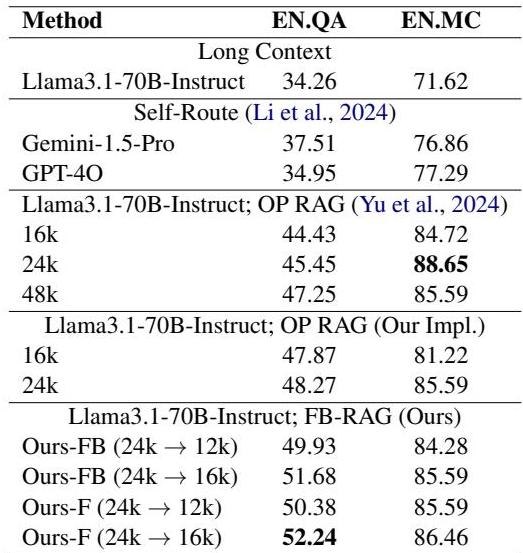 Method EN.QA EN.MC
Long Context
Llama3.1-70B-Instruct 34.26 71.62
Self-Route (Li et al., 2024)
Gemini-1.5-Pro 37.51 76.86
GPT-4O 34.95 77.29
Llama3.1-70B-Instruct; OP RAG (Yu et al., 2024)
16k 44.43 84.72
24k 45.45 88.65
48k 47.25 85.59
Llama3.1-70B-Instruct; OP RAG (Our Impl.)
16k 47.87 81.22
24k 48.27 85.59
Llama3.1-70B-Instruct; FB-RAG (Ours)
Ours-FB (24k → 12k) 49.93 84.28
Ours-FB (24k → 16k) 51.68 85.59
Ours-F (24k → 12k) 50.38 85.59
Ours-F (24k → 16k) 52.24 86.46